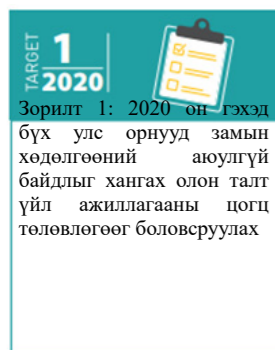 TARGET
1
2020
Зорилт 1: 2020 он гэхэд
бүх улс орнууд замын
хөдөлгөөний аюулгүй
байдлыг хангах олон талт
үйл ажиллагааны цогц
төлөвлөгөөг боловсруулах